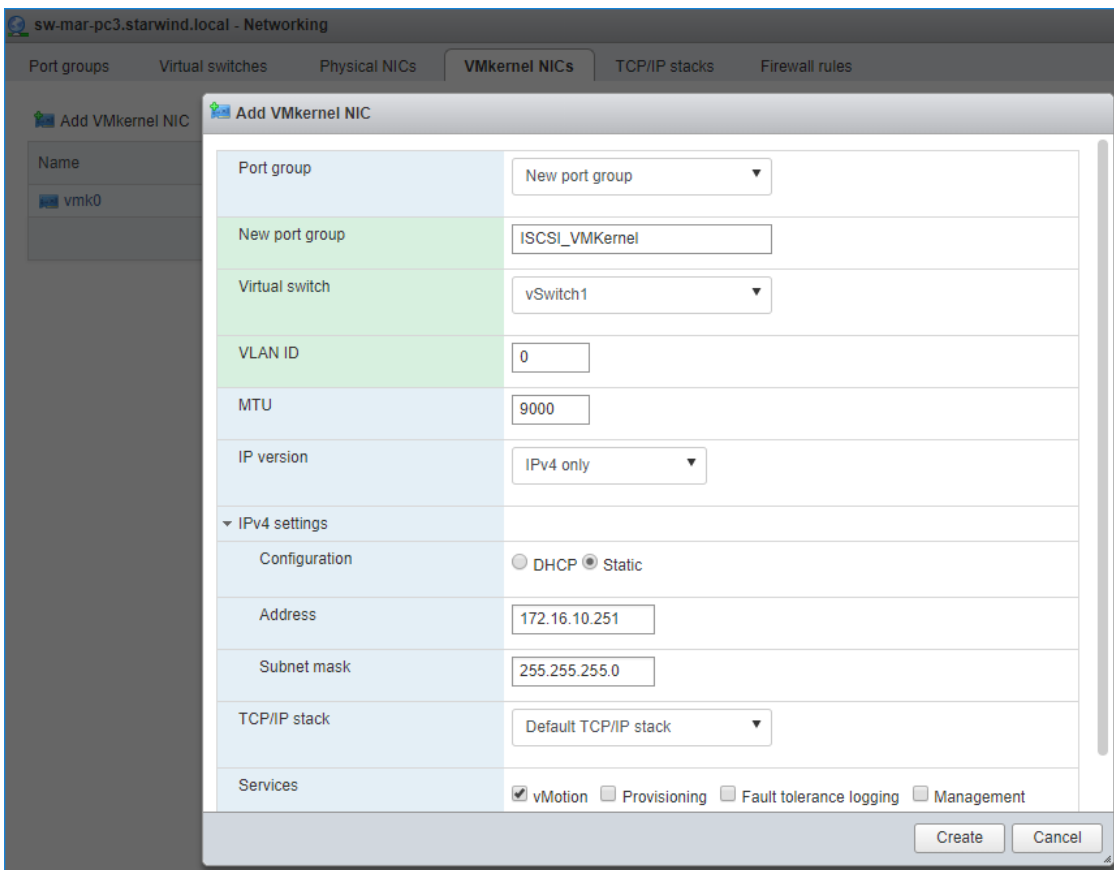 sw-mar-pc3.starwind.local - Networking
Port groups Virtual switches Physical NICs VMkernel NICs TCP/IP stacks Firewall rules
Add VMkernel NIC
Name
vmk0
Add VMkernel NIC
Port group New port group
New port group ISCSI_VMKernel
Virtual switch vSwitch1
VLAN ID 0
MTU 9000
IP version IPv4 only
IPv4 settings
Configuration DHCP Static
Address 172.16.10.251
Subnet mask 255.255.255.0
TCP/IP stack Default TCP/IP stack
Services vMotion Provisioning Fault tolerance logging Management
Create Cancel